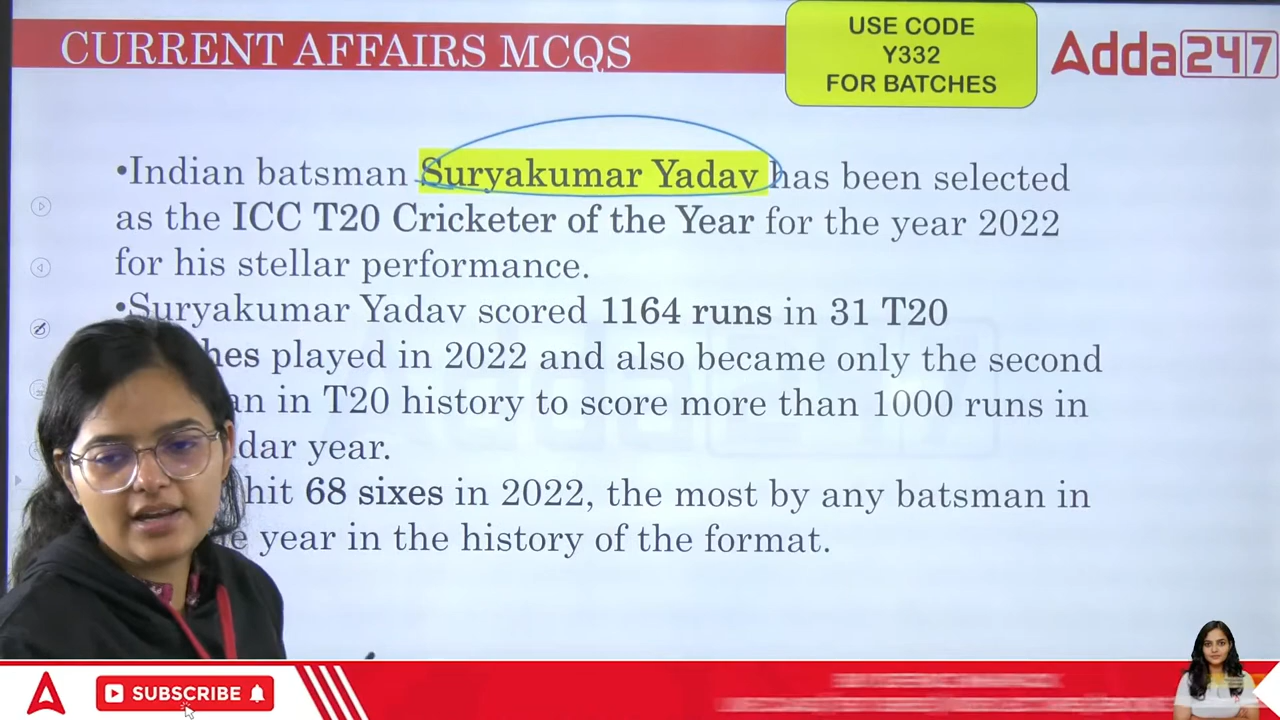 CURRENT AFFAIRS MCQS
USE CODE
Y332
FOR BATCHES
Adda247
•Indian batsman Suryakumar Yadav has been selected
as the ICC T20 Cricketer of the Year for the year 2022
for his stellar performance.
•Suryakumar Yadav scored 1164 runs in 31 T20
hes played in 2022 and also became only the second
an in T20 history to score more than 1000 runs in
dar year.
hit 68 sixes in 2022, the most by any batsman in
e year in the history of the format.
SUBSCRIBE